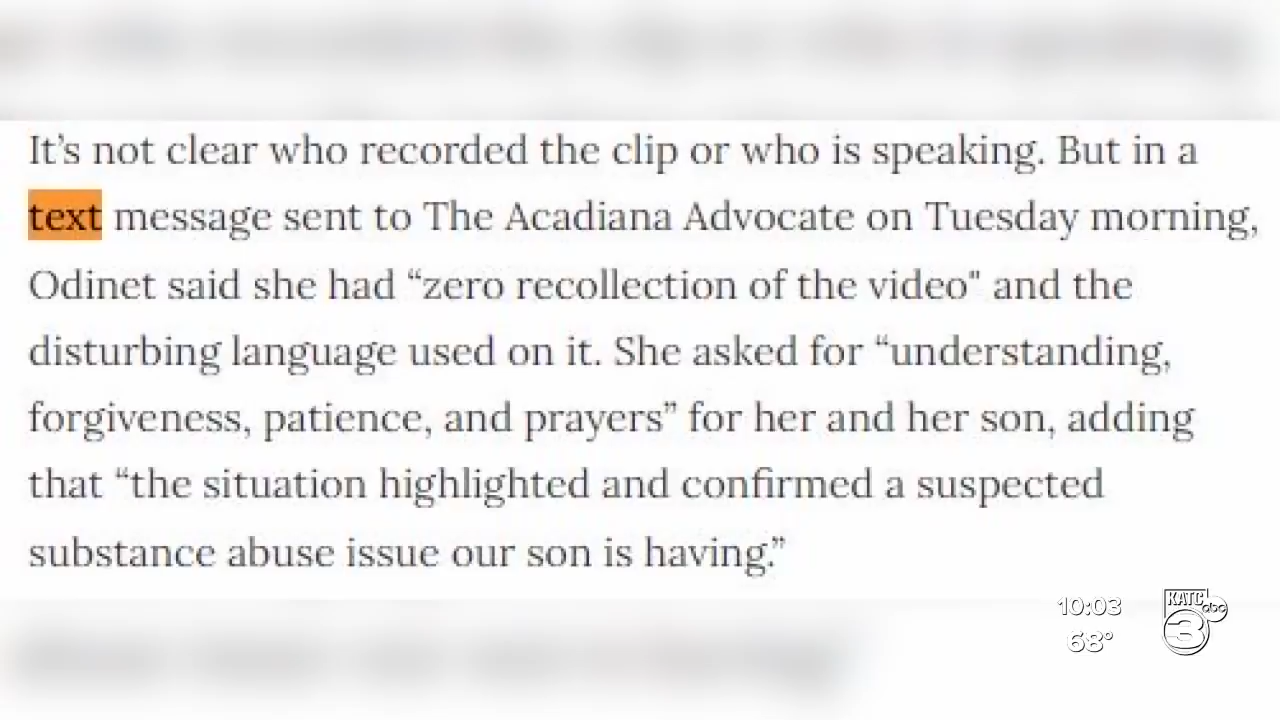 It’s not clear who recorded the clip or who is speaking. But in a
text message sent to The Acadiana Advocate on Tuesday morning,
Odinet said she had “zero recollection of the video" and the
disturbing language used on it. She asked for “understanding,
forgiveness, patience, and prayers” for her and her son, adding
that “the situation highlighted and confirmed a suspected
substance abuse issue our son is having.”
10:03
68°
KATC
abc
3